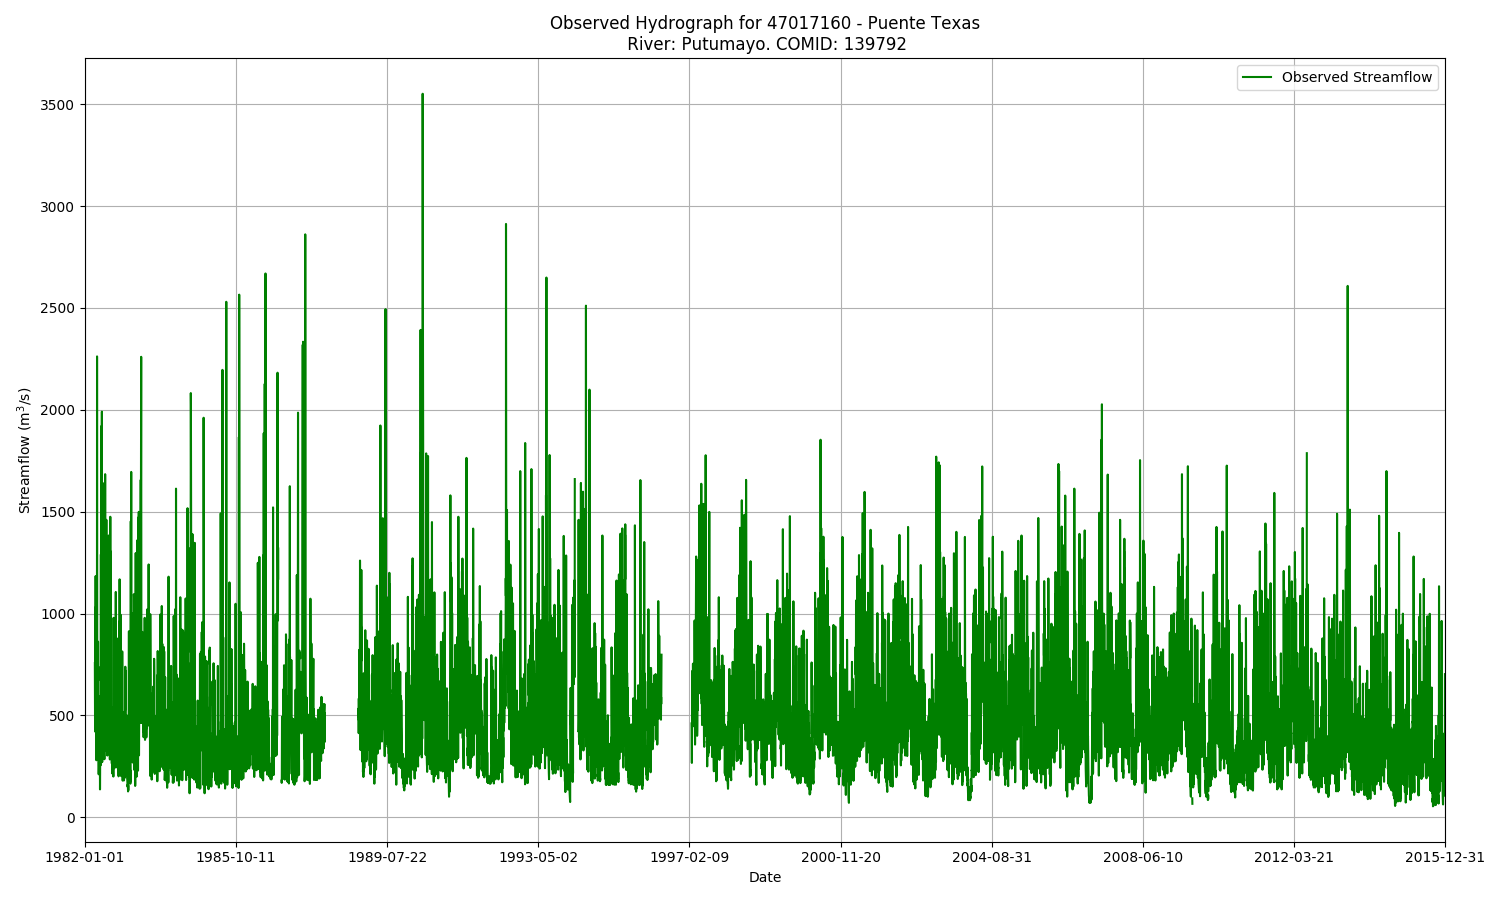 Observed Hydrograph for 47017160 - Puente Texas
River: Putumayo. COMID: 139792
Observed Streamflow
3500
3000
2500
2000
1500
1000
500
0
Streamflow (m³/s)
1982-01-01 1985-10-11 1989-07-22 1993-05-02 1997-02-09 2000-11-20 2004-08-31 2008-06-10 2012-03-21 2015-12-31
Date